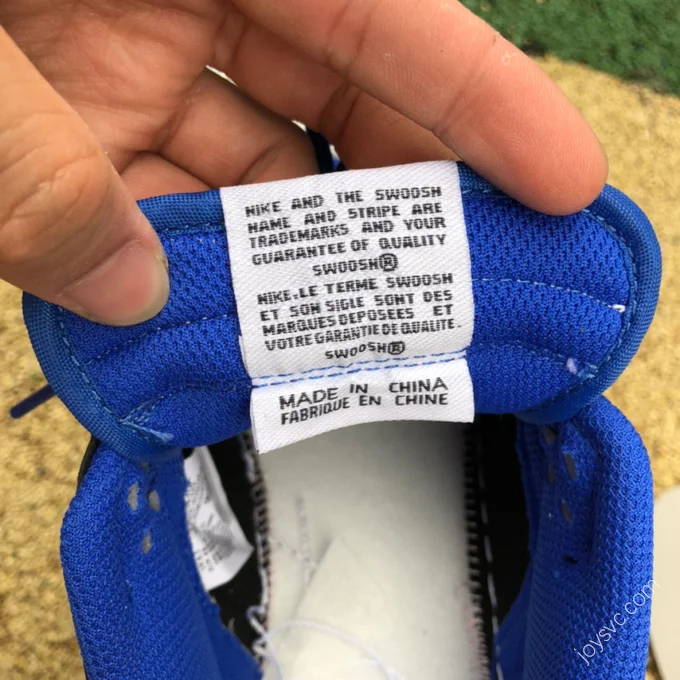 NIKE AND THE SWOOSH
NAME AND STRIPE ARE
TRADEMARKS AND YOUR
GUARANTEE OF QUALITY
SWOOSH®
NIKE.LE TERME SWOOSH
ET SON SIGLE SONT DES
MARQUES DEPOSEES ET
VOTRE GARANTIE DE QUALITE.
SWOOSH®
MADE IN CHINA
FABRIQUE EN CHINE
joysvc.com